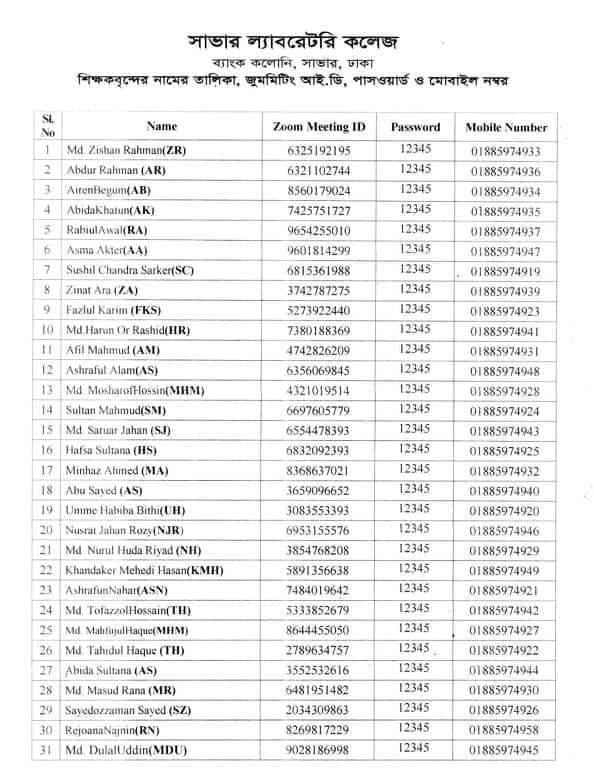 সাভার ল্যাবরেটরি কলেজ
ব্যাংক কলোনি, সাভার, ঢাকা
শিক্ষকবৃন্দের নামের তালিকা, জুমমিটিং আই.ডি, পাসওয়ার্ড ও মোবাইল নম্বর
Sl. No Name Zoom Meeting ID Password Mobile Number
1 Md. Zishan Rahman(ZR) 6325192195 12345 01885974933
2 Abdur Rahman (AR) 6321102744 12345 01885974936
3 AirenBegum(AB) 8560179024 12345 01885974934
4 AbidaKhatun(AK) 7425751727 12345 01885974935
5 RabiulAwal(RA) 9654255010 12345 01885974937
6 Asma Akter(AA) 9601814299 12345 01885974947
7 Sushil Chandra Sarker(SC) 6815361988 12345 01885974919
8 Zinat Ara (ZA) 3742787275 12345 01885974939
9 Fazlul Karim (FKS) 5273922440 12345 01885974923
10 Md.Harun Or Rashid(HR) 7380188369 12345 01885974941
11 Afil Mahmud (AM) 4742826209 12345 01885974931
12 Ashraful Alam(AS) 6356069845 12345 01885974948
13 Md. MosharofHossin(MHM) 4321019514 12345 01885974928
14 Sultan Mahmud(SM) 6697605779 12345 01885974924
15 Md. Saruar Jahan (SJ) 6554478393 12345 01885974943
16 Hafsa Sultana (HS) 6832092393 12345 01885974925
17 Minhaz Ahmed (MA) 8368637021 12345 01885974932
18 Abu Sayed (AS) 3659096652 12345 01885974940
19 Umme Habiba Bithi(UH) 3083553393 12345 01885974920
20 Nusrat Jahan Rozy(NJR) 6953155576 12345 01885974946
21 Md. Nurul Huda Riyad (NH) 3854768208 12345 01885974929
22 Khandaker Mehedi Hasan(KMH) 5891356638 12345 01885974949
23 AshrafunNahar(ASN) 7484019642 12345 01885974921
24 Md. TofazzolHossain(TH) 5333852679 12345 01885974942
25 Md. MahfujulHaque(MHM) 8644455050 12345 01885974927
26 Md. Tahidul Haque (TH) 2789634757 12345 01885974922
27 Abida Sultana (AS) 3552532616 12345 01885974944
28 Md. Masud Rana (MR) 6481951482 12345 01885974930
29 Sayedozzaman Sayed (SZ) 2034309863 12345 01885974926
30 RejoanaNajnin(RN) 8269817229 12345 01885974958
31 Md. DulalUddin(MDU) 9028186998 12345 01885974945